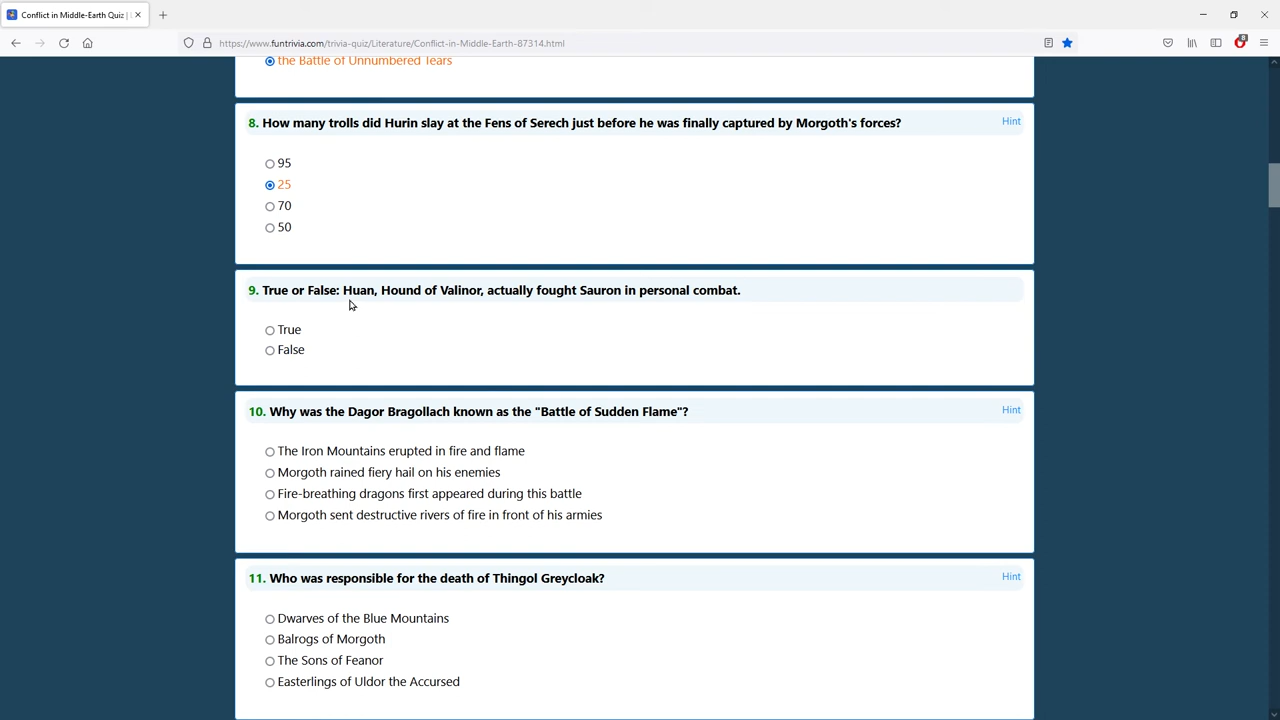 Conflict in Middle-Earth Quiz |
https://www.funtrivia.com/trivia-quiz/Literature/Conflict-in-Middle-Earth-87314.html
the Battle of Unnumbered Tears
8. How many trolls did Hurin slay at the Fens of Serech just before he was finally captured by Morgoth's forces?
Hint
95
25
70
50
9. True or False: Huan, Hound of Valinor, actually fought Sauron in personal combat.
True
False
10. Why was the Dagor Bragollach known as the "Battle of Sudden Flame"?
Hint
The Iron Mountains erupted in fire and flame
Morgoth rained fiery hail on his enemies
Fire-breathing dragons first appeared during this battle
Morgoth sent destructive rivers of fire in front of his armies
11. Who was responsible for the death of Thingol Greycloak?
Hint
Dwarves of the Blue Mountains
Balrogs of Morgoth
The Sons of Feanor
Easterlings of Uldor the Accursed